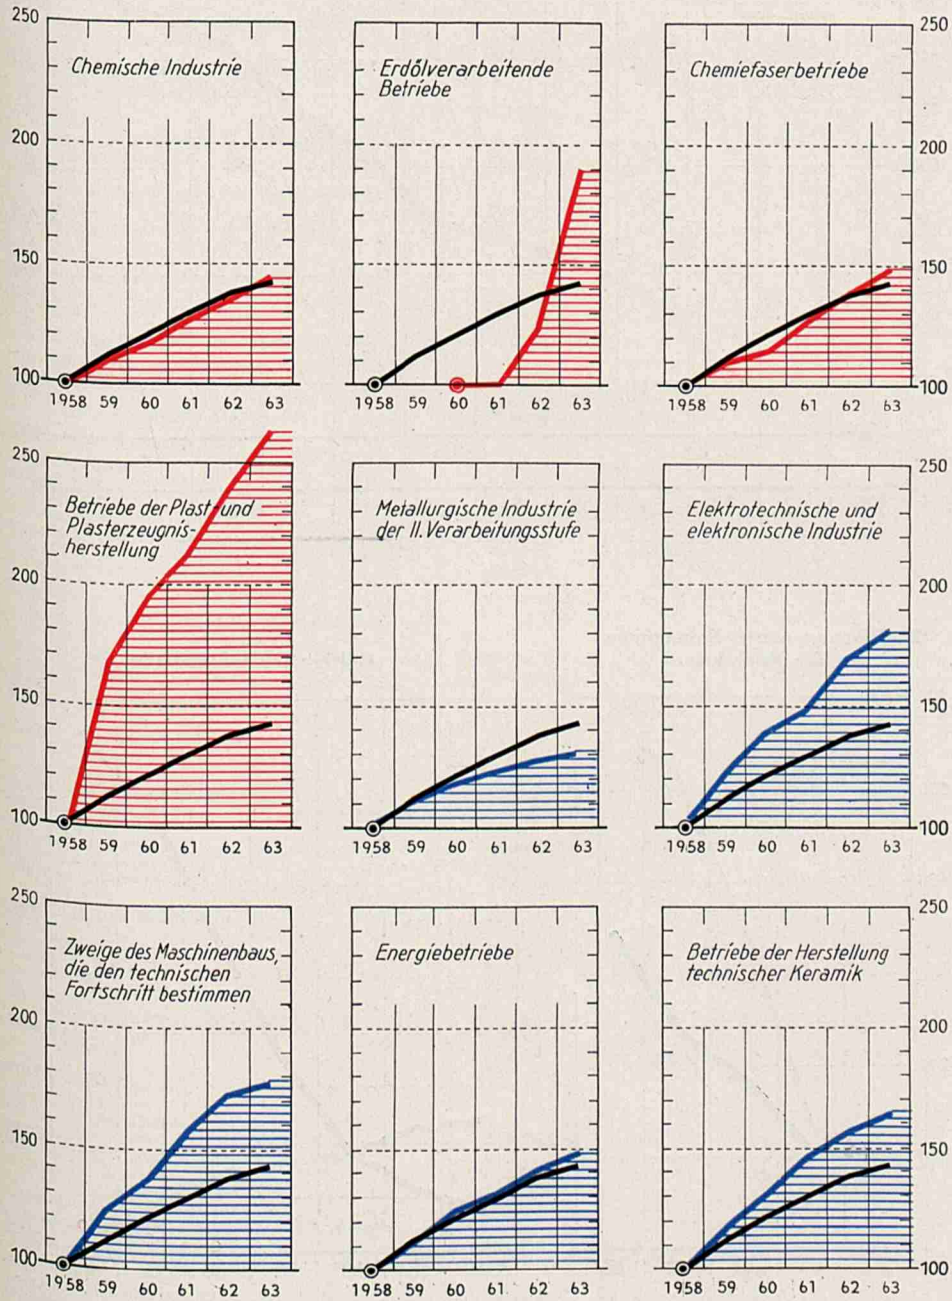 250
200
150
100
Chemische Industrie
1958 59 60 61 62 63
Erdölverarbeitende
Betriebe
60 61 62 63
1958 59
Chemiefaserbetriebe
1958 59 60 61 62 63
250
200
150
100
250
200
150
100
Betriebe der Plast- und
Plasterzeugnis-
herstellung
1958 59 60 61 62 63
Metallurgische Industrie
der II. Verarbeitungsstufe
1958 59 60 61 62 63
Elektrotechnische und
elektronische Industrie
1958 59 60 61 62 63
250
200
150
100
250
200
150
100
Zweige des Maschinenbaus,
die den technischen
Fortschritt bestimmen
1958 59 60 61 62 63
Energiebetriebe
1958 59 60 61 62 63
Betriebe der Herstellung
technischer Keramik
1958 59 60 61 62 63
250
200
150
100